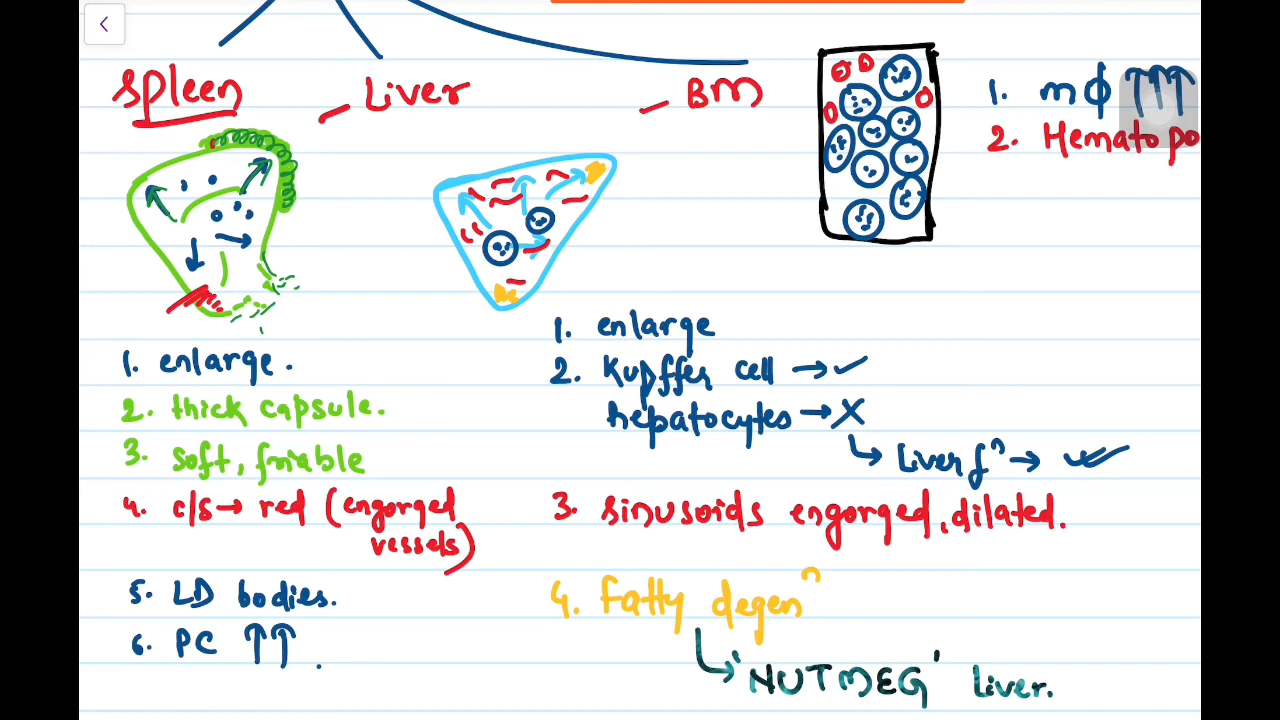 Spleen
Liver
BM
1. mϕ ↑↑↑
2. Hematopo
1. enlarge.
2. thick capsule.
3. soft, friable
4. c/s → red (engorged
vessels)
5. LD bodies.
6. PC ↑↑
1. enlarge
2. Kupffer cell → ✓
hepatocytes → X
↳ Liver fⁿ → ✓
3. sinusoids engorged, dilated.
4. Fatty degenⁿ
↳ 'NUTMEG' Liver.